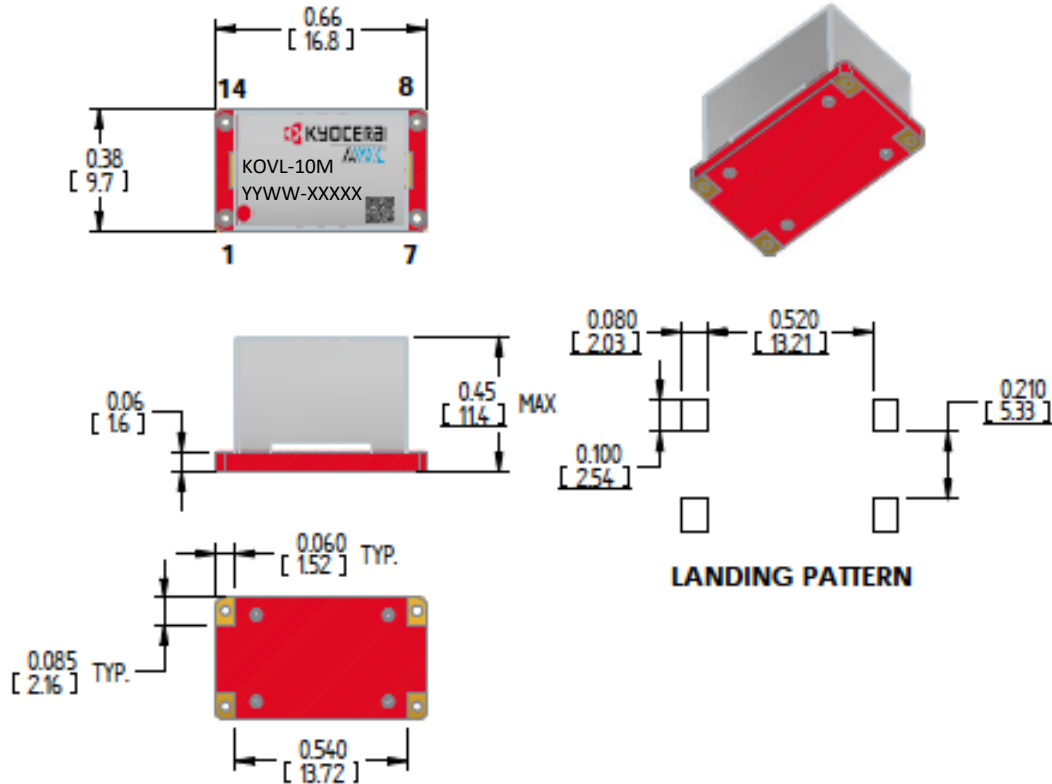 0.66
[ 16.8 ]
14
8
0.38
[ 9.7 ]
KYOCERa
AVX
KOVL-10M
YYWW-XXXXX
1
7
0.06
[ 1.6 ]
0.45
[ 11.4 ]
MAX
0.080
[ 2.03 ]
0.520
[ 13.21 ]
0.210
[ 5.33 ]
0.100
[ 2.54 ]
LANDING PATTERN
0.060
[ 1.52 ]
TYP.
0.085
[ 2.16 ]
TYP.
0.540
[ 13.72 ]